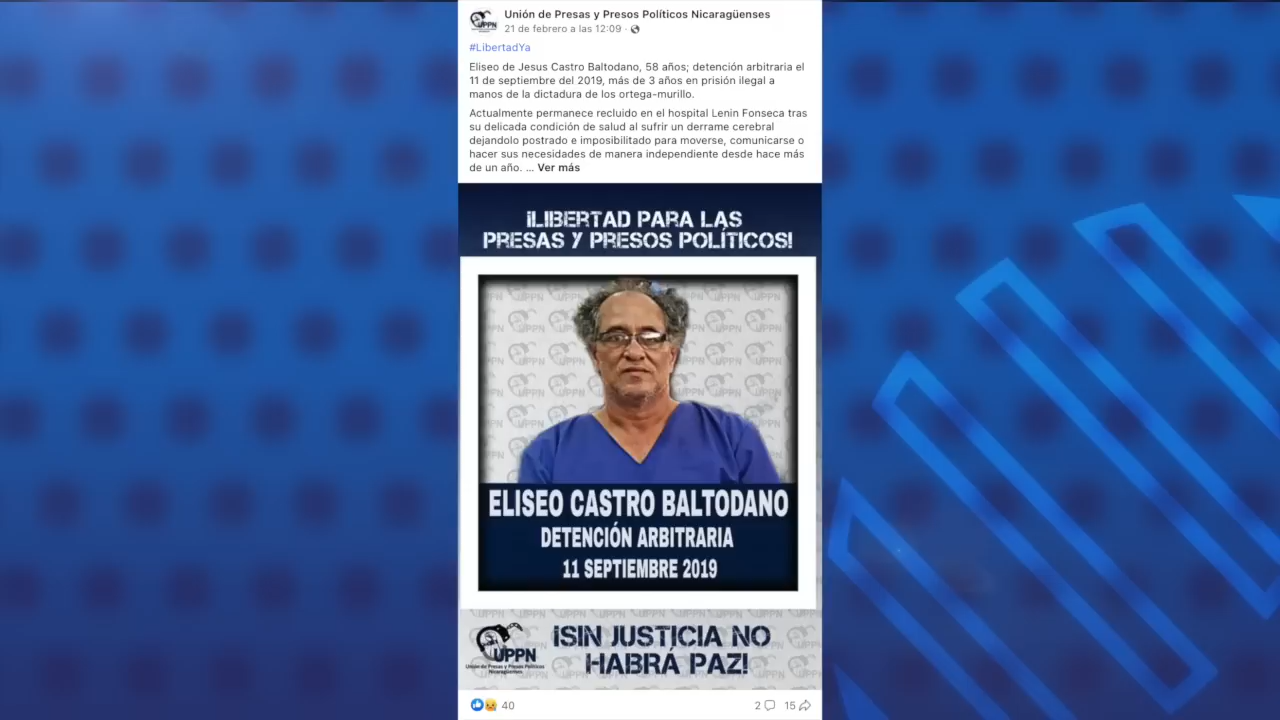 Unión de Presas y Presos Políticos Nicaragüenses
21 de febrero a las 12:09 ·
#LibertadYa
Eliseo de Jesus Castro Baltodano, 58 años; detención arbitraria el
11 de septiembre del 2019, más de 3 años en prisión ilegal a
manos de la dictadura de los ortega-murillo.
Actualmente permanece recluido en el hospital Lenin Fonseca tras
su delicada condición de salud al sufrir un derrame cerebral
dejandolo postrado e imposibilitado para moverse, comunicarse o
hacer sus necesidades de manera independiente desde hace más
de un año. ... Ver más
¡LIBERTAD PARA LAS
PRESAS Y PRESOS POLÍTICOS!
ELISEO CASTRO BALTODANO
DETENCIÓN ARBITRARIA
11 SEPTIEMBRE 2019
UPPN
Unión de Presas y Presos Políticos
Nicaragüenses
¡SIN JUSTICIA NO
HABRÁ PAZ!
40
2 15